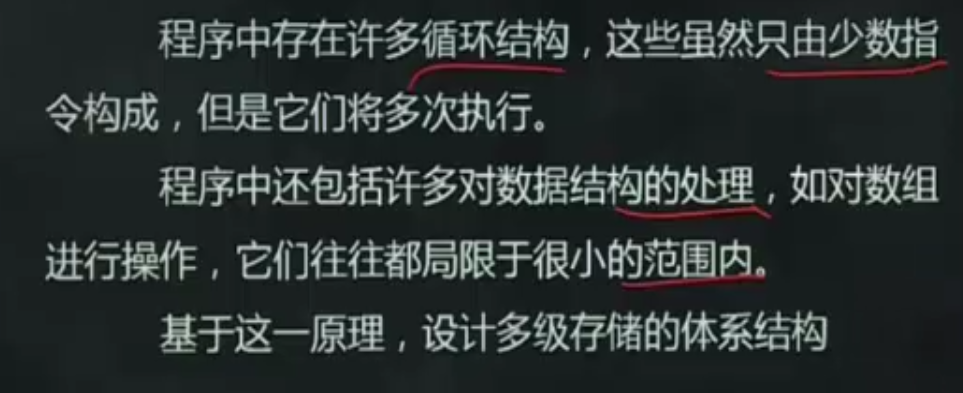 程序中存在许多循环结构，这些虽然只由少数指
令构成，但是它们将多次执行。
程序中还包括许多对数据结构的处理，如对数组
进行操作，它们往往都局限于很小的范围内。
基于这一原理，设计多级存储的体系结构